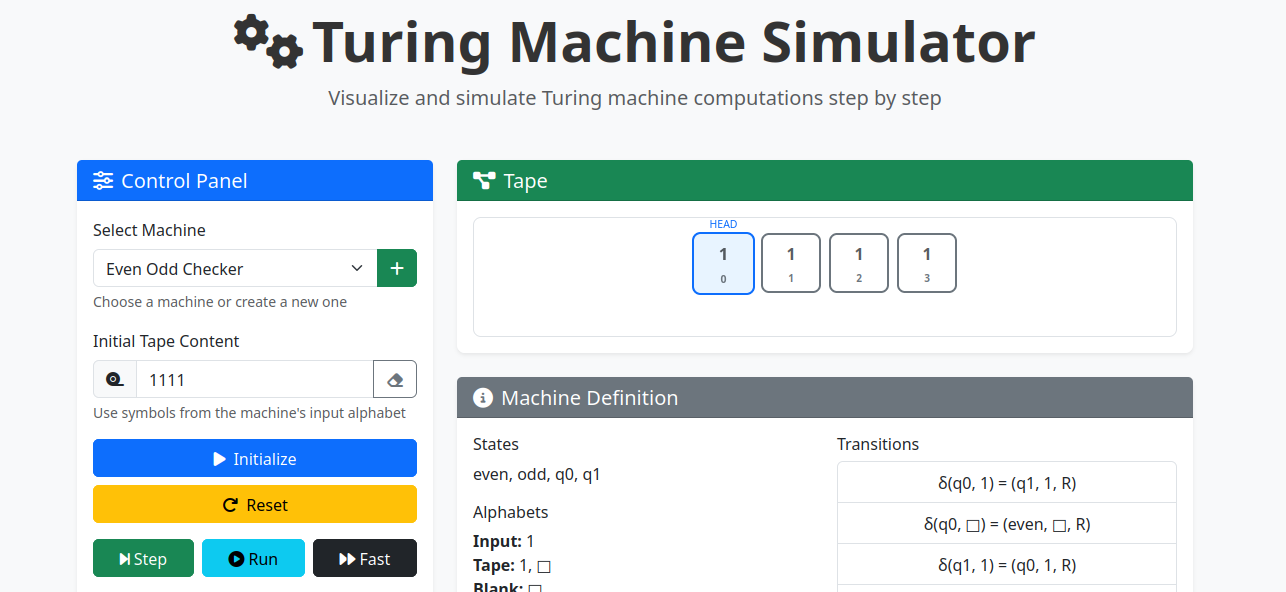 Turing Machine Simulator
Visualize and simulate Turing machine computations step by step
Control Panel
Select Machine
Even Odd Checker
Choose a machine or create a new one
Initial Tape Content
1111
Use symbols from the machine's input alphabet
Initialize
Reset
Step Run Fast
Tape
HEAD
1 1 1 1
0 1 2 3
Machine Definition
States
even, odd, q0, q1
Alphabets
Input: 1
Tape: 1, □
Blank: □
Transitions
δ(q0, 1) = (q1, 1, R)
δ(q0, □) = (even, □, R)
δ(q1, 1) = (q0, 1, R)